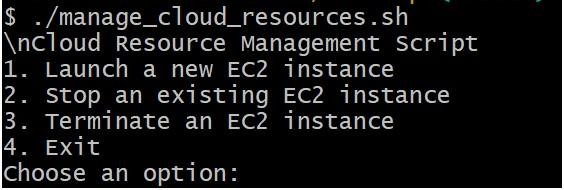 $ ./manage_cloud_resources.sh
\nCloud Resource Management Script
1. Launch a new EC2 instance
2. Stop an existing EC2 instance
3. Terminate an EC2 instance
4. Exit
Choose an option: